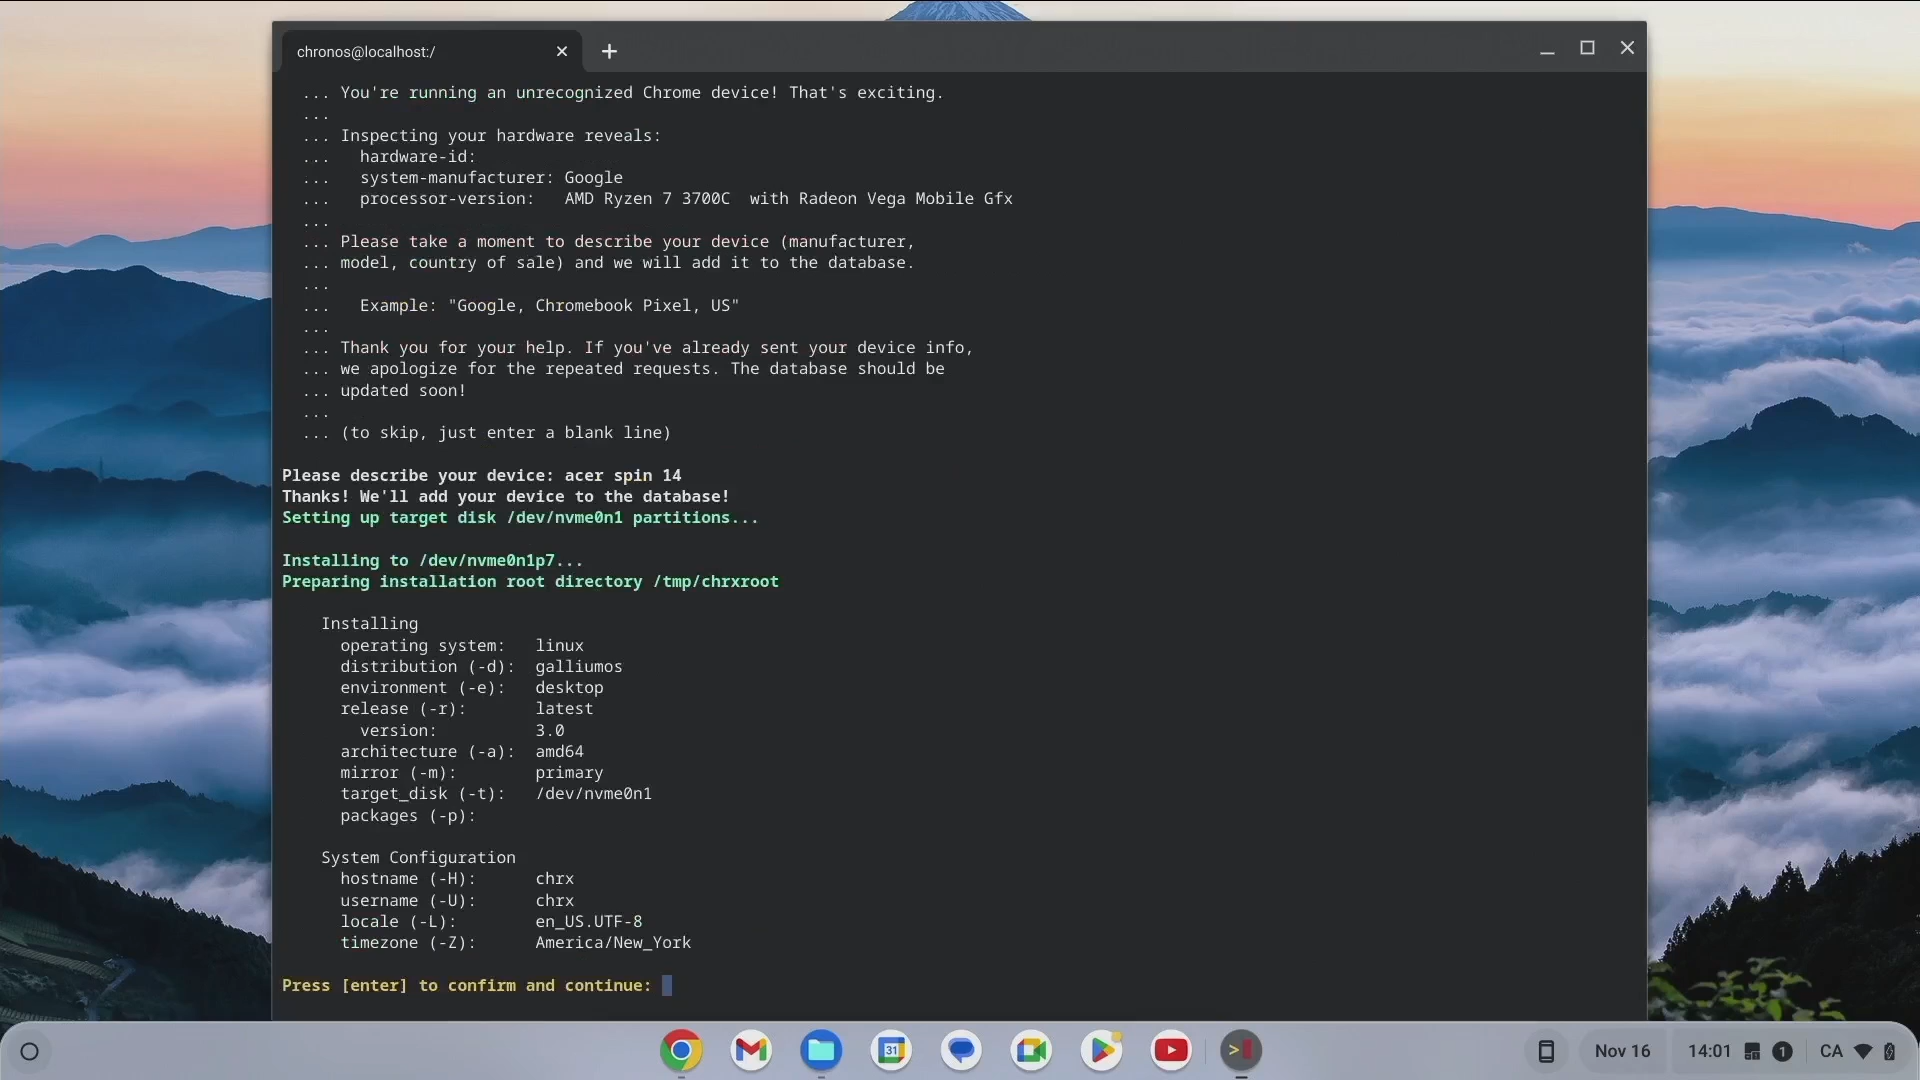 chronos@localhost:/
... You're running an unrecognized Chrome device! That's exciting.
...
... Inspecting your hardware reveals:
...   hardware-id:
...   system-manufacturer: Google
...   processor-version:   AMD Ryzen 7 3700C  with Radeon Vega Mobile Gfx
...
... Please take a moment to describe your device (manufacturer,
... model, country of sale) and we will add it to the database.
...
...   Example: "Google, Chromebook Pixel, US"
...
... Thank you for your help. If you've already sent your device info,
... we apologize for the repeated requests. The database should be
... updated soon!
...
... (to skip, just enter a blank line)
Please describe your device: acer spin 14
Thanks! We'll add your device to the database!
Setting up target disk /dev/nvme0n1 partitions...
Installing to /dev/nvme0n1p7...
Preparing installation root directory /tmp/chrxroot
Installing
operating system:   linux
distribution (-d):  galliumos
environment (-e):   desktop
release (-r):       latest
version:          3.0
architecture (-a):  amd64
mirror (-m):        primary
target_disk (-t):   /dev/nvme0n1
packages (-p):
System Configuration
hostname (-H):      chrx
username (-U):      chrx
locale (-L):        en_US.UTF-8
timezone (-Z):      America/New_York
Press [enter] to confirm and continue:
31
Nov 16 14:01 1 CA